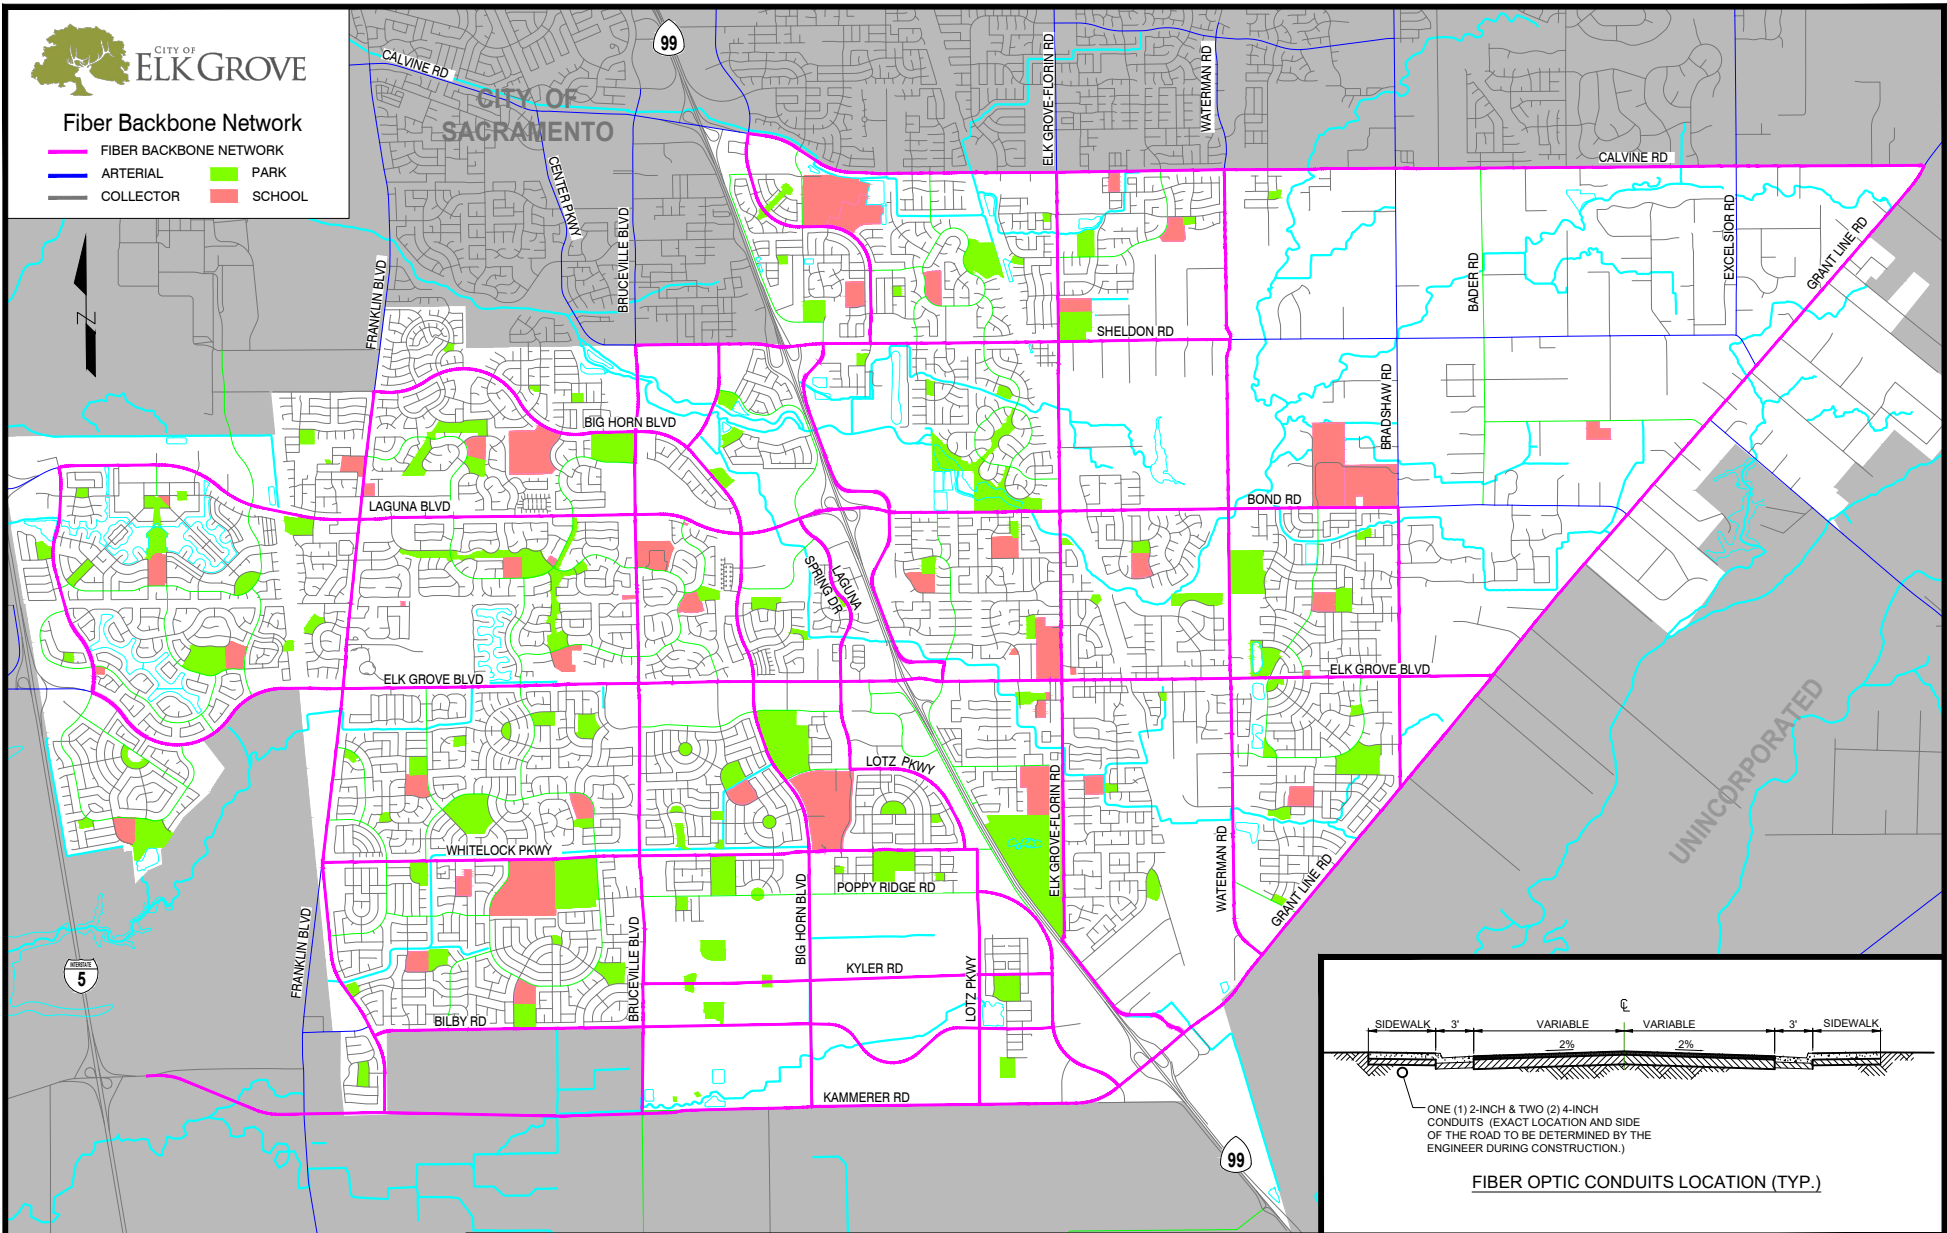 CITY OF
ELK GROVE
Fiber Backbone Network
FIBER BACKBONE NETWORK
ARTERIAL
PARK
COLLECTOR
SCHOOL
99
CALVINE RD
CITY OF
SACRAMENTO
CENTER PKWY
BRUCEVILLE BLVD
FRANKLIN BLVD
ELK GROVE-FLORIN RD
WATERMAN RD
CALVINE RD
EXCELSIOR RD
GRANT LINE RD
BADER RD
SHELDON RD
BRADSHAW RD
N
BIG HORN BLVD
LAGUNA BLVD
BOND RD
LAGUNA
SPRING DR
ELK GROVE BLVD
ELK GROVE BLVD
UNINCORPORATED
LOTZ PKWY
ELK GROVE-FLORIN RD
WATERMAN RD
GRANT LINE RD
WHITELOCK PKWY
POPPY RIDGE RD
BIG HORN BLVD
FRANKLIN BLVD
BRUCEVILLE BLVD
LOTZ PKWY
KYLER RD
INTERSTATE
5
BILBY RD
KAMMERER RD
99
CL
SIDEWALK
3'
VARIABLE
VARIABLE
3'
SIDEWALK
2%
2%
ONE (1) 2-INCH & TWO (2) 4-INCH
CONDUITS (EXACT LOCATION AND SIDE
OF THE ROAD TO BE DETERMINED BY THE
ENGINEER DURING CONSTRUCTION.)
FIBER OPTIC CONDUITS LOCATION (TYP.)